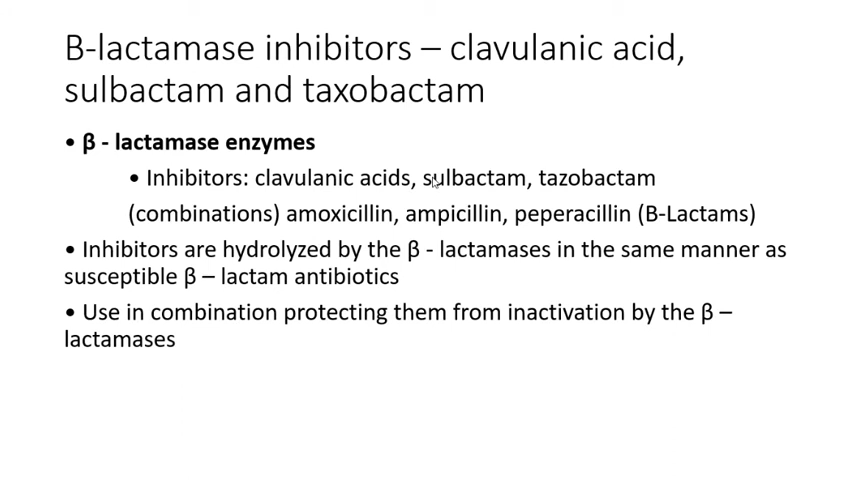 B-lactamase inhibitors – clavulanic acid,
sulbactam and taxobactam
• β - lactamase enzymes
• Inhibitors: clavulanic acids, sulbactam, tazobactam
(combinations) amoxicillin, ampicillin, peperacillin (B-Lactams)
• Inhibitors are hydrolyzed by the β - lactamases in the same manner as
susceptible β – lactam antibiotics
• Use in combination protecting them from inactivation by the β –
lactamases